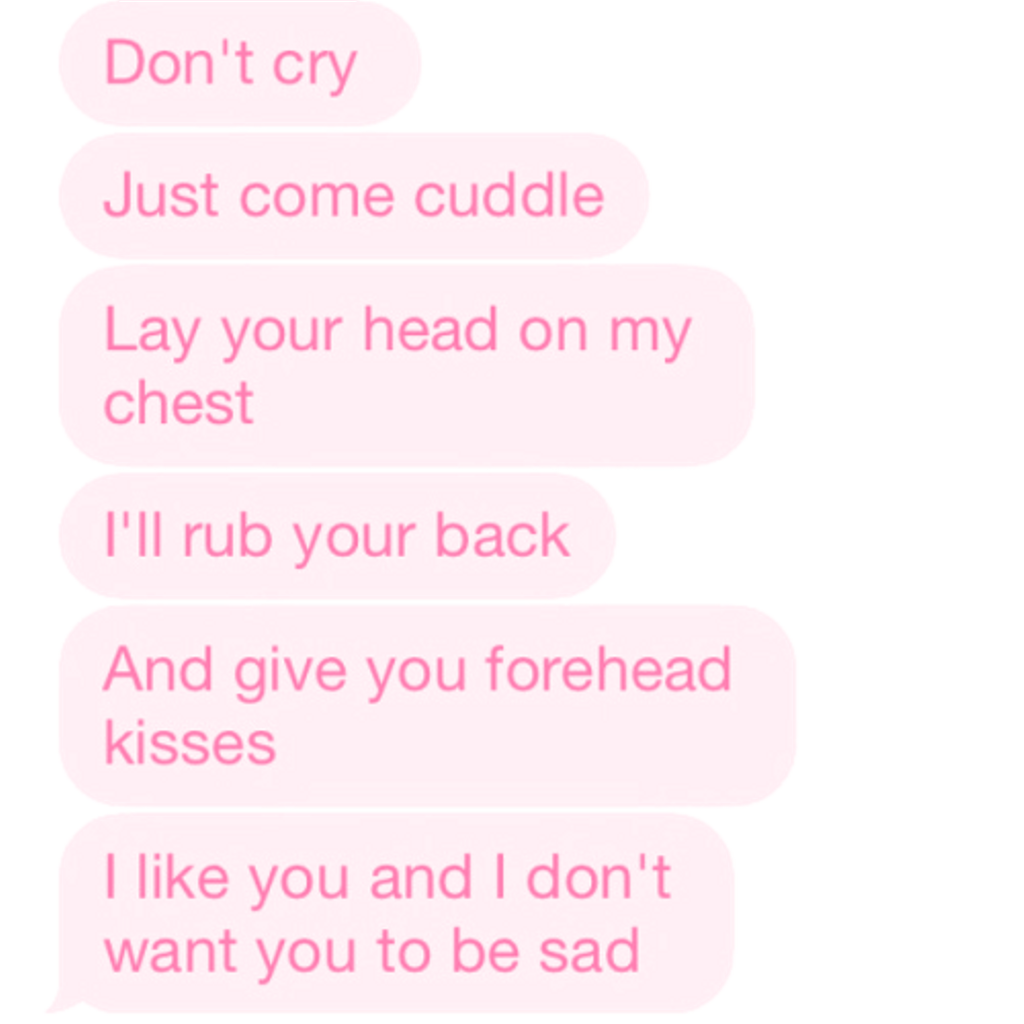 Don't cry
Just come cuddle
Lay your head on my
chest
I'll rub your back
And give you forehead
kisses
I like you and I don't
want you to be sad